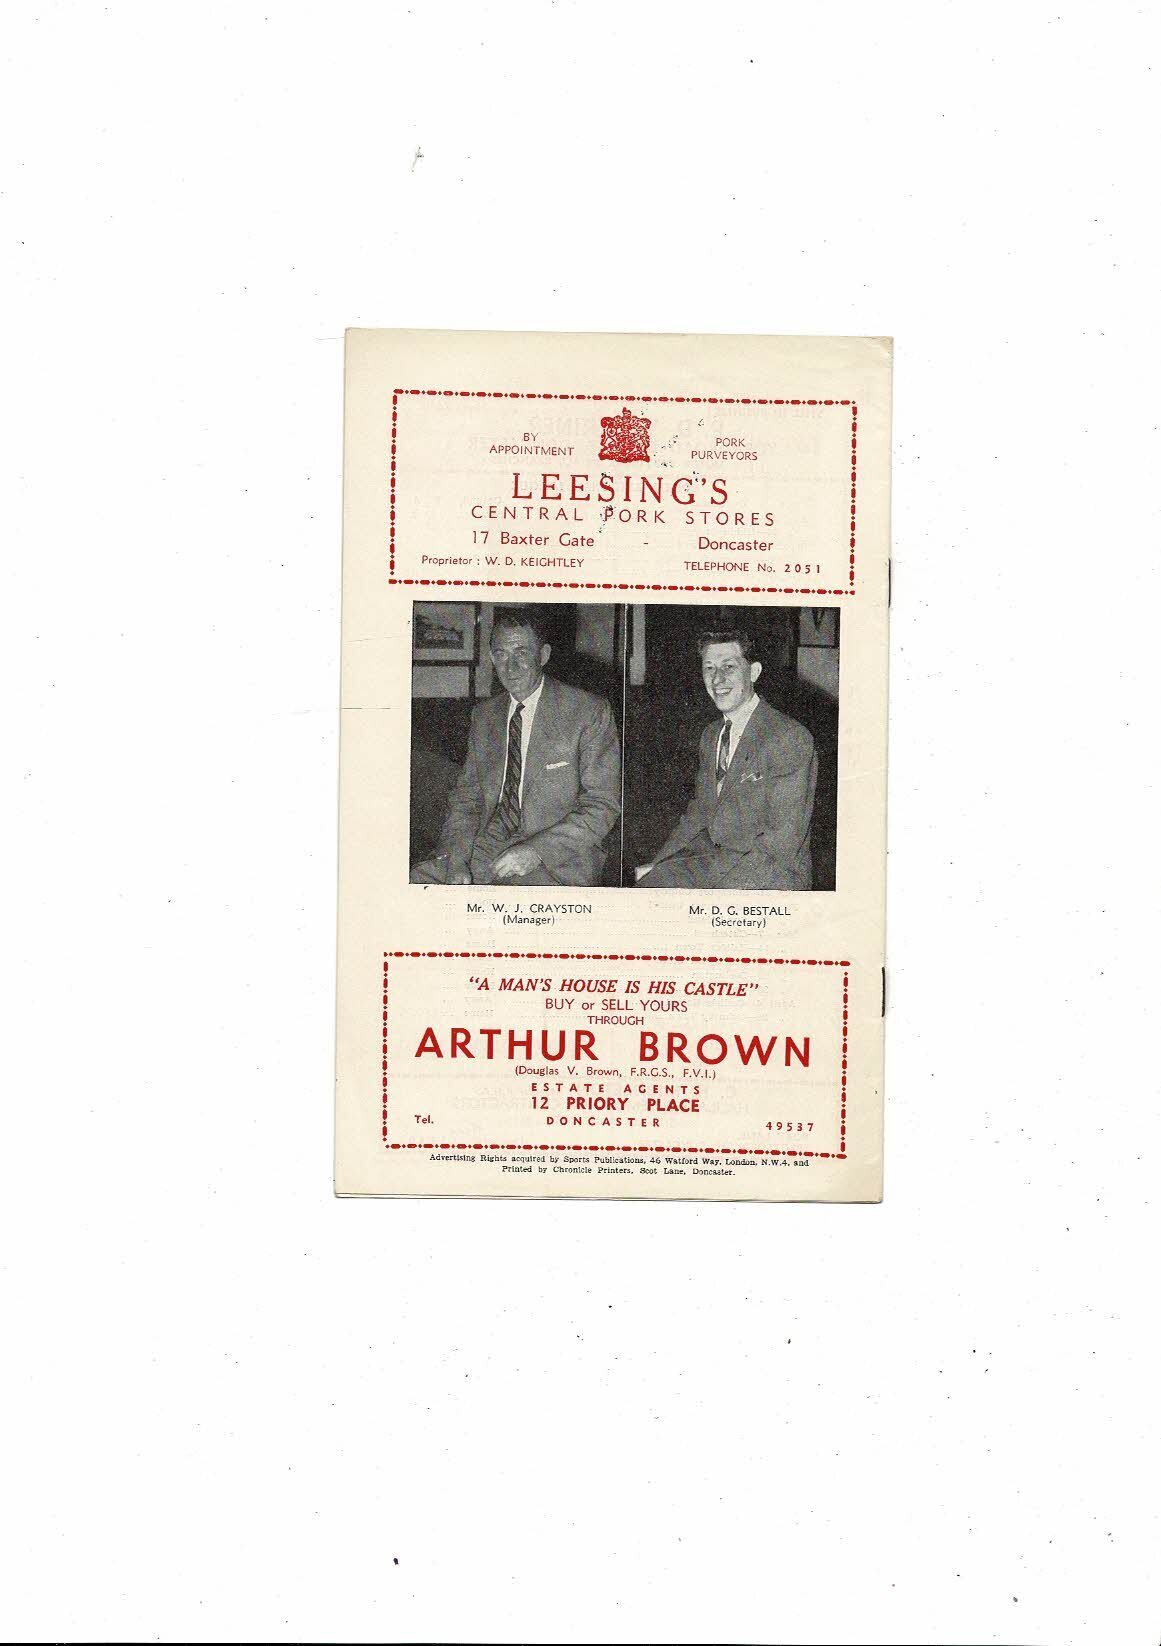 BY
APPOINTMENT
PORK
PURVEYORS
LEESING'S
CENTRAL PORK STORES
17 Baxter Gate - Doncaster
Proprietor : W. D. KEIGHTLEY TELEPHONE No. 2051
Mr. W. J. CRAYSTON
(Manager)
Mr. D. G. BESTALL
(Secretary)
"A MAN'S HOUSE IS HIS CASTLE"
BUY or SELL YOURS
THROUGH
ARTHUR BROWN
(Douglas V. Brown, F.R.G.S., F.V.I.)
ESTATE AGENTS
12 PRIORY PLACE
Tel. DONCASTER 49537
Advertising Rights acquired by Sports Publications, 46 Watford Way, London, N.W.4, and
Printed by Chronicle Printers, Scot Lane, Doncaster.